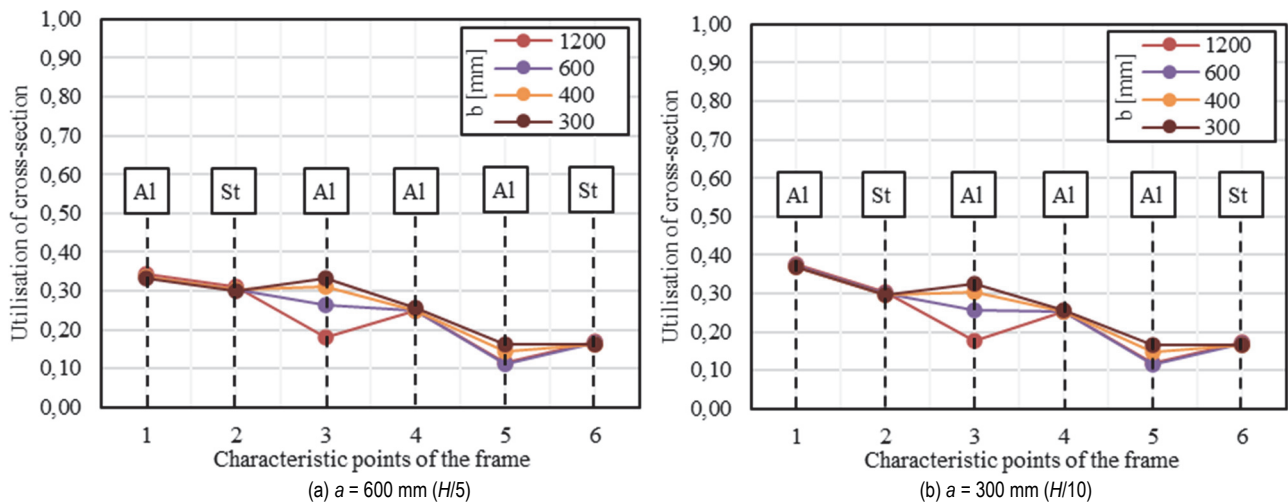 1,00
0,90
0,80
0,70
0,60
0,50
0,40
0,30
0,20
0,10
0,00
Utilisation of cross-section
b [mm]
1200
600
400
300
Al
St
Al
Al
Al
St
1 2 3 4 5 6
Characteristic points of the frame
(a) a = 600 mm (H/5)
1,00
0,90
0,80
0,70
0,60
0,50
0,40
0,30
0,20
0,10
0,00
Utilisation of cross-section
b [mm]
1200
600
400
300
Al
St
Al
Al
Al
St
1 2 3 4 5 6
Characteristic points of the frame
(b) a = 300 mm (H/10)